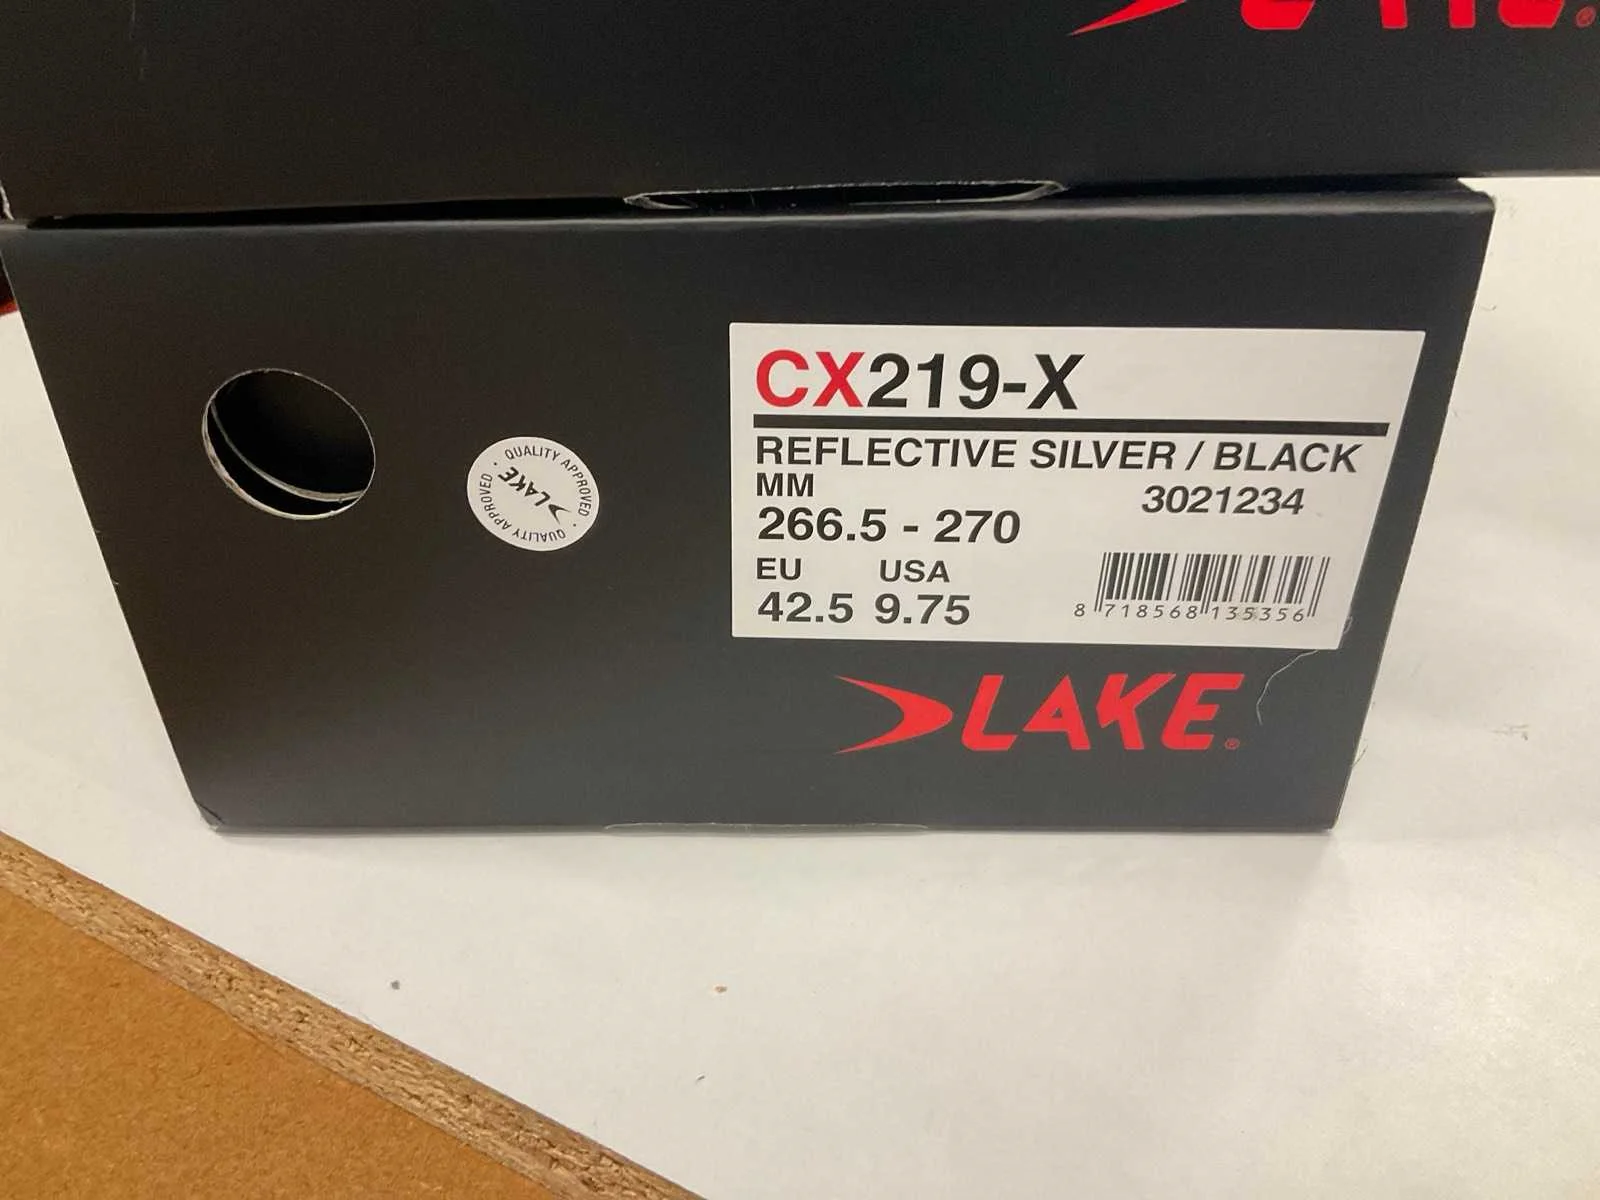 CX219-X
REFLECTIVE SILVER / BLACK
MM
3021234
266.5 - 270
EU USA
42.5 9.75
8 718568 135356
LAKE®
QUALITY APPROVED · QUALITY APPROVED ·
LAKE